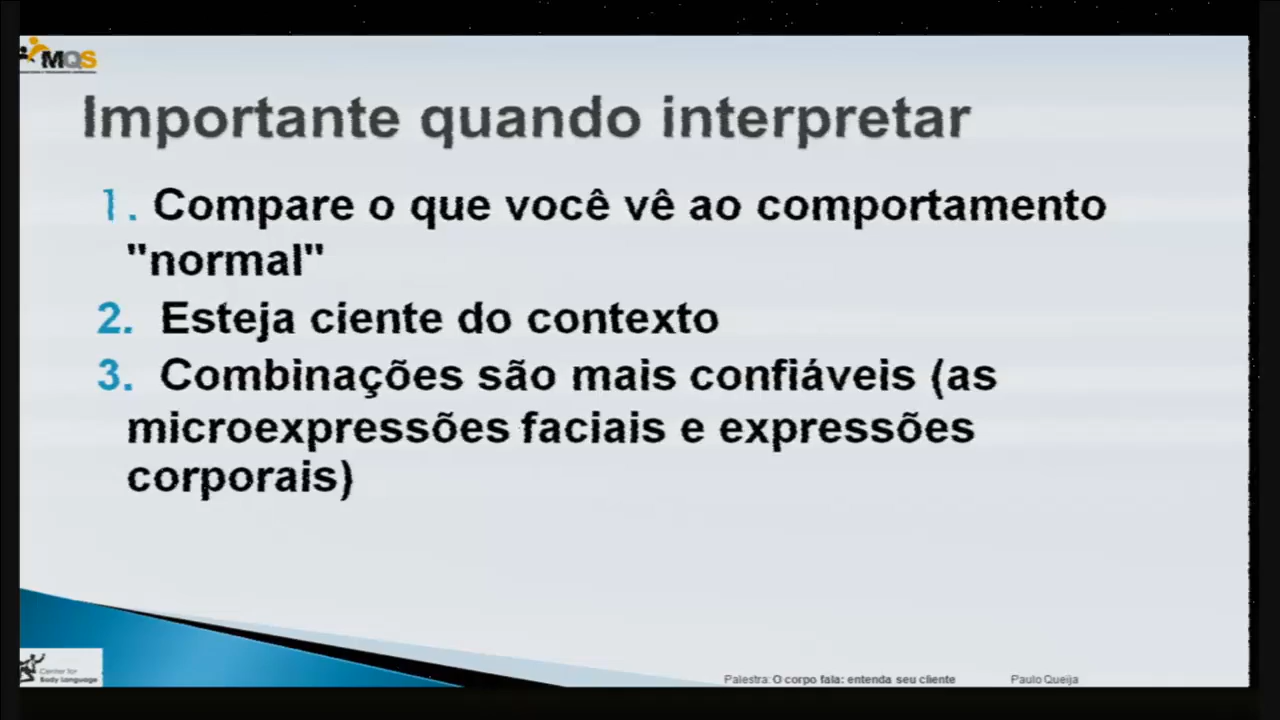 MQS
Importante quando interpretar
1. Compare o que você vê ao comportamento
"normal"
2. Esteja ciente do contexto
3. Combinações são mais confiáveis (as
microexpressões faciais e expressões
corporais)
Center for
Body Language
Palestra: O corpo fala: entenda seu cliente Paulo Queija